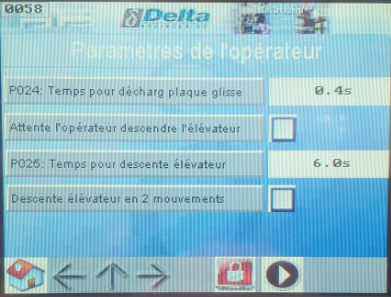 0058
Delta
Paramètres de l'opérateur
P024: Temps pour décharg plaque glisse
0.4s
Attente l'opérateur descendre l'élévateur
P025: Temps pour descente élévateur
6.0s
Descente élévateur en 2 mouvements